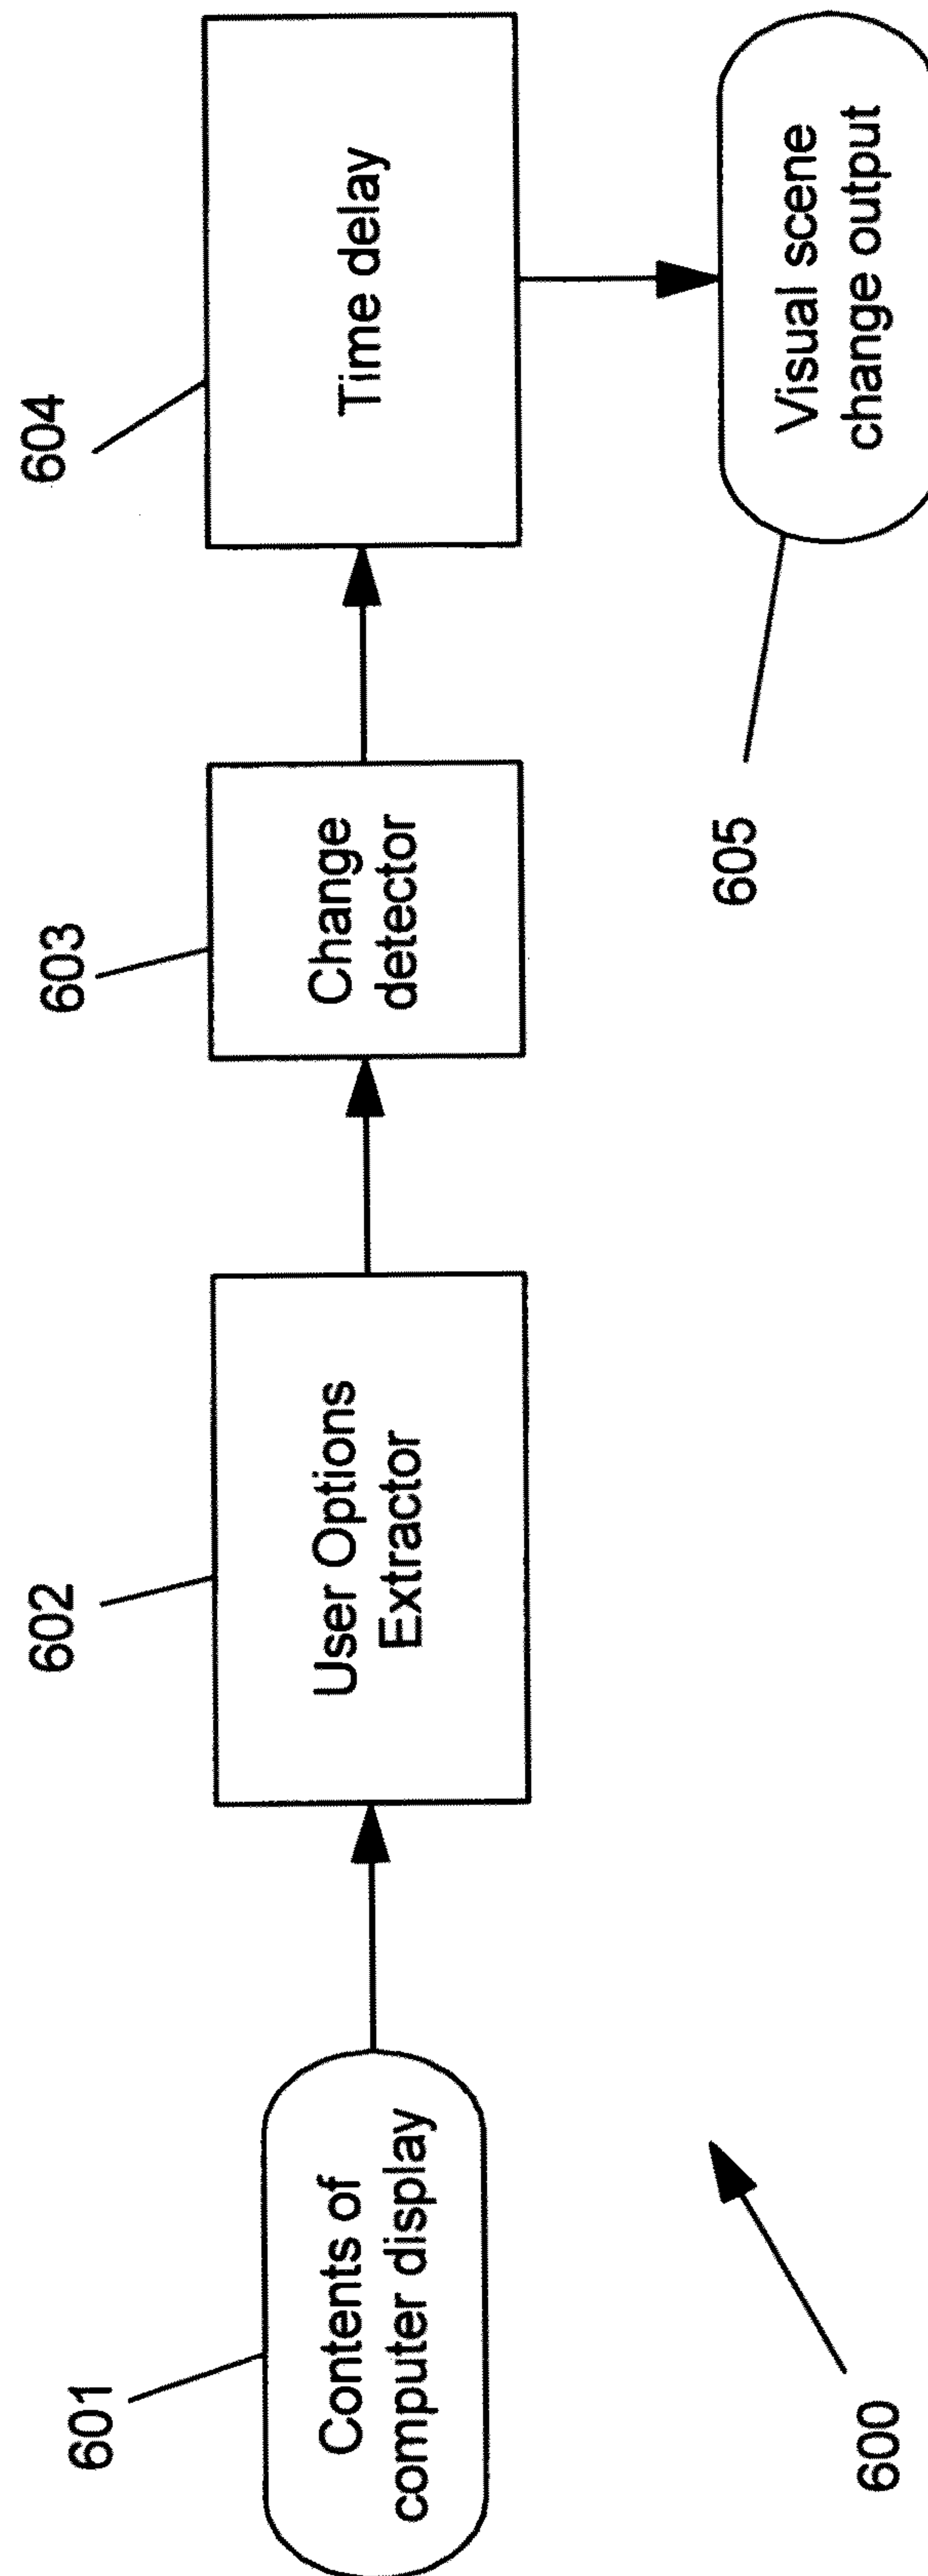 601
Contents of
computer display
602
User Options
Extractor
603
Change
detector
604
Time delay
605
Visual scene
change output
600